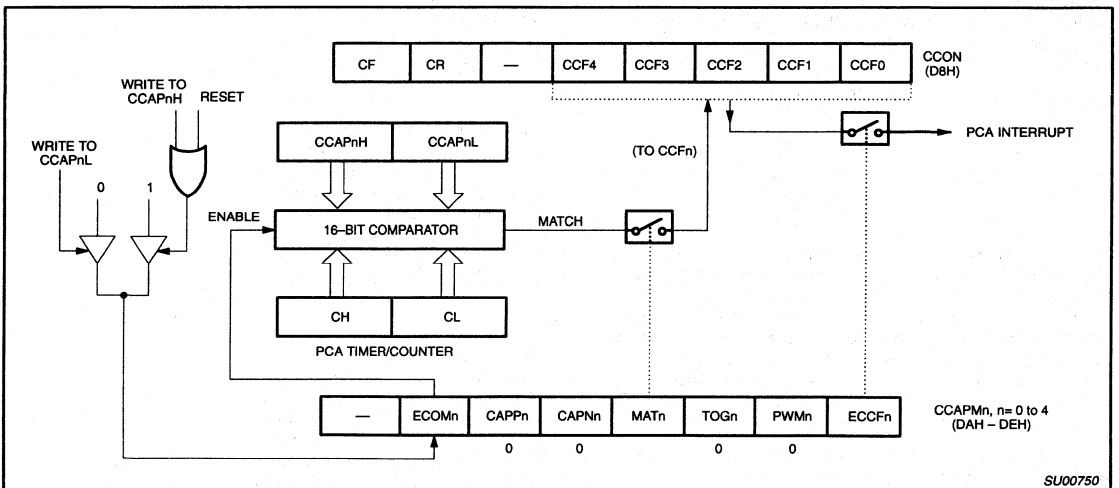 CF CR — CCF4 CCF3 CCF2 CCF1 CCF0
CCON
(D8H)
WRITE TO
CCAPnH
RESET
WRITE TO
CCAPnL
0 1
CCAPnH CCAPnL
(TO CCFn)
PCA INTERRUPT
ENABLE
16–BIT COMPARATOR
MATCH
CH CL
PCA TIMER/COUNTER
— ECOMn CAPPn CAPNn MATn TOGn PWMn ECCFn
CCAPMn, n= 0 to 4
(DAH – DEH)
0 0 0 0
SU00750